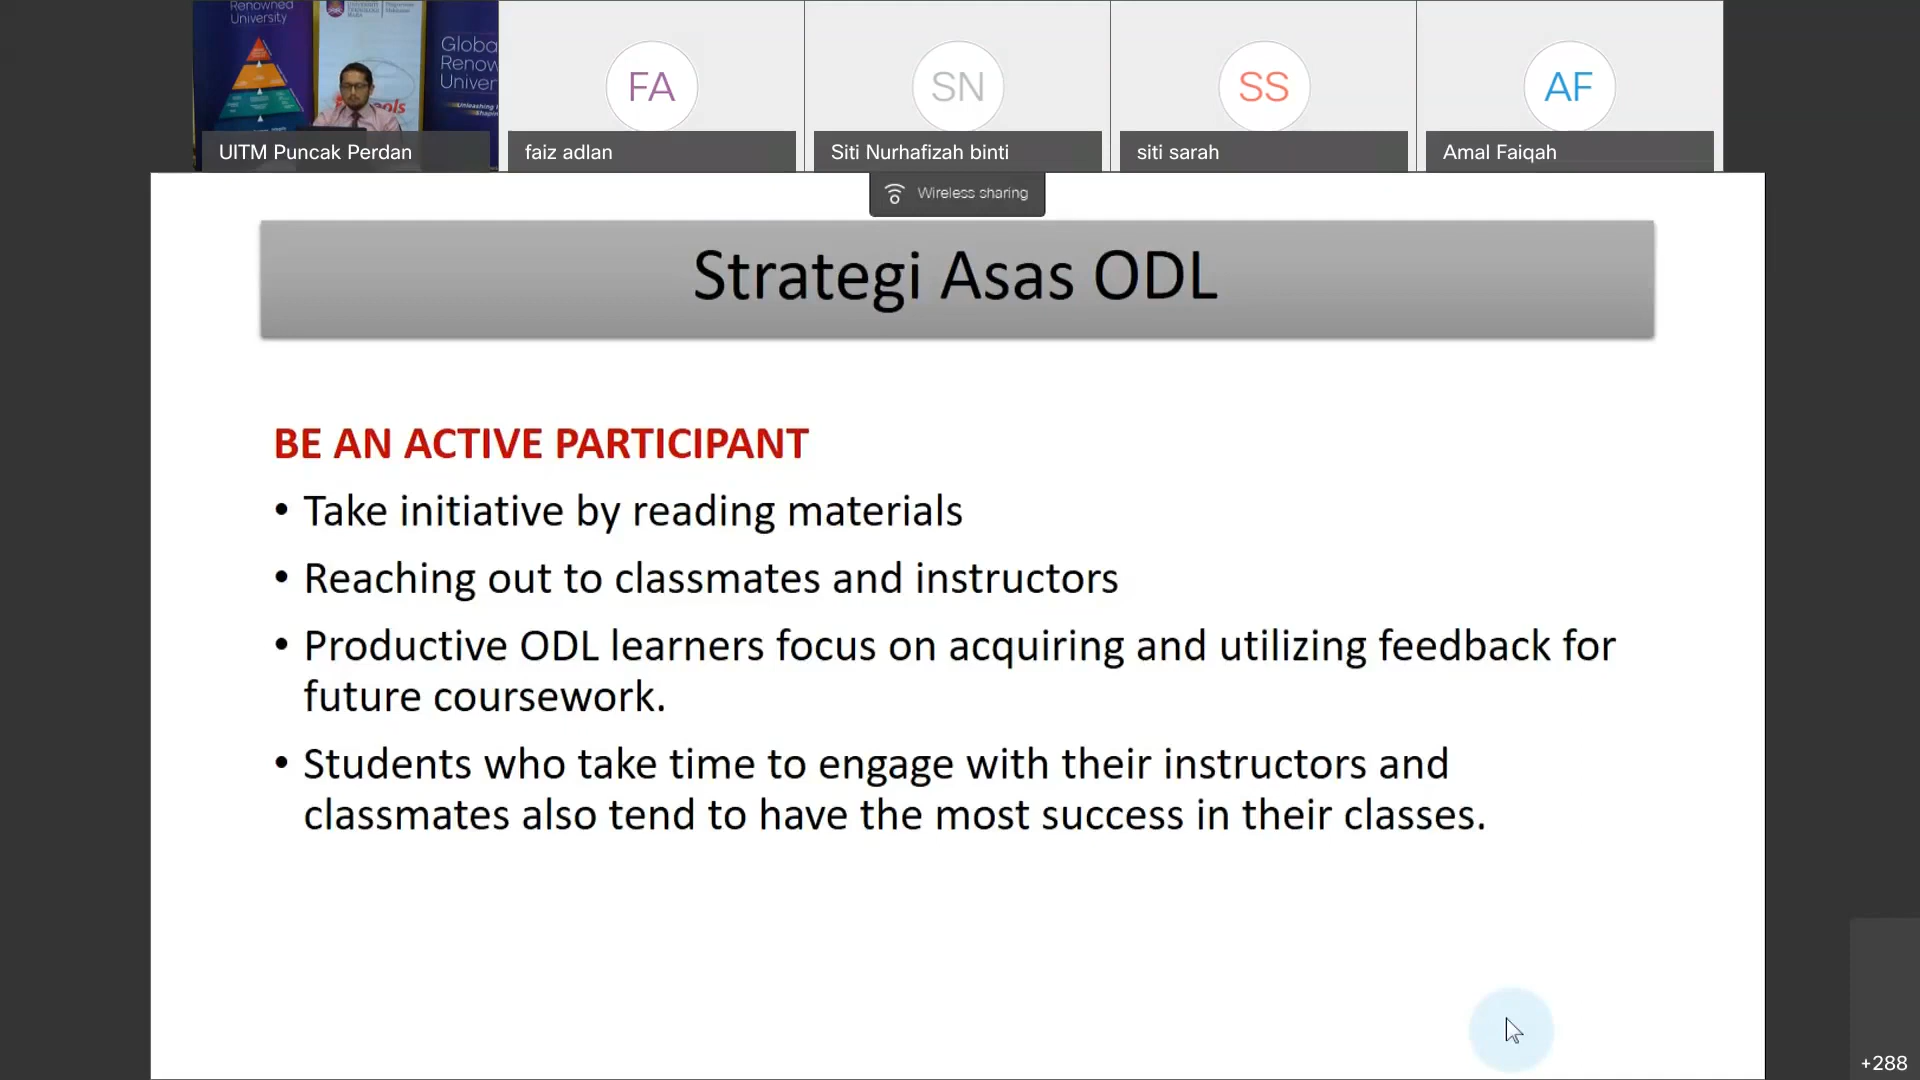 Renowned
University
UNIVERSITI
TEKNOLOGI
Global
Renow
Univer
UITM Puncak Perdan
FA
faiz adlan
SN
Siti Nurhafizah binti
SS
siti sarah
AF
Amal Faiqah
Wireless sharing
Strategi Asas ODL
BE AN ACTIVE PARTICIPANT
• Take initiative by reading materials
• Reaching out to classmates and instructors
• Productive ODL learners focus on acquiring and utilizing feedback for
future coursework.
• Students who take time to engage with their instructors and
classmates also tend to have the most success in their classes.
+288